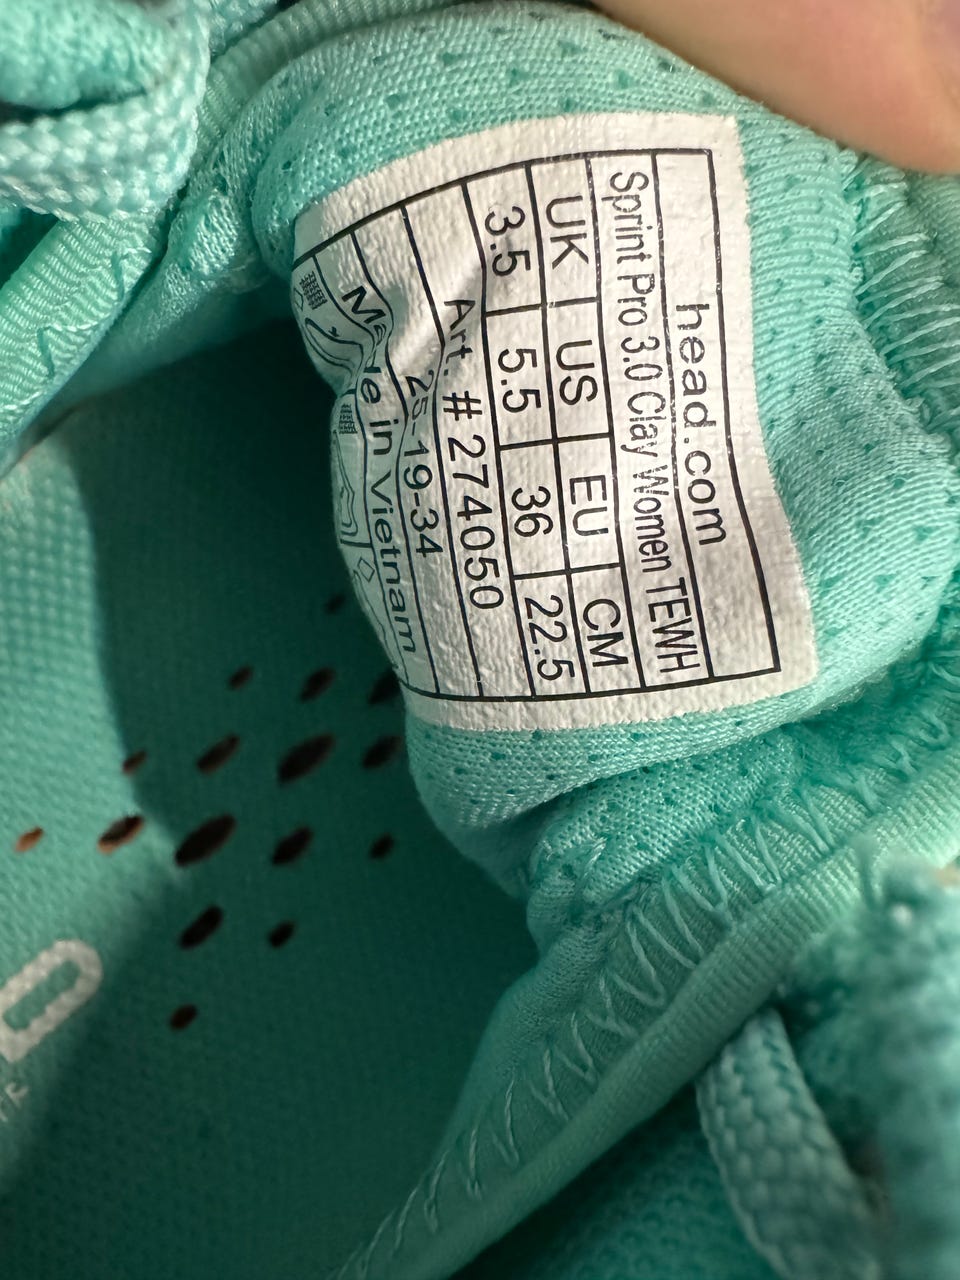 head.com
Sprint Pro 3.0 Clay Women TEWH
UK US EU CM
3.5 5.5 36 22.5
Art. # 274050
25-19-34
Made in Vietnam